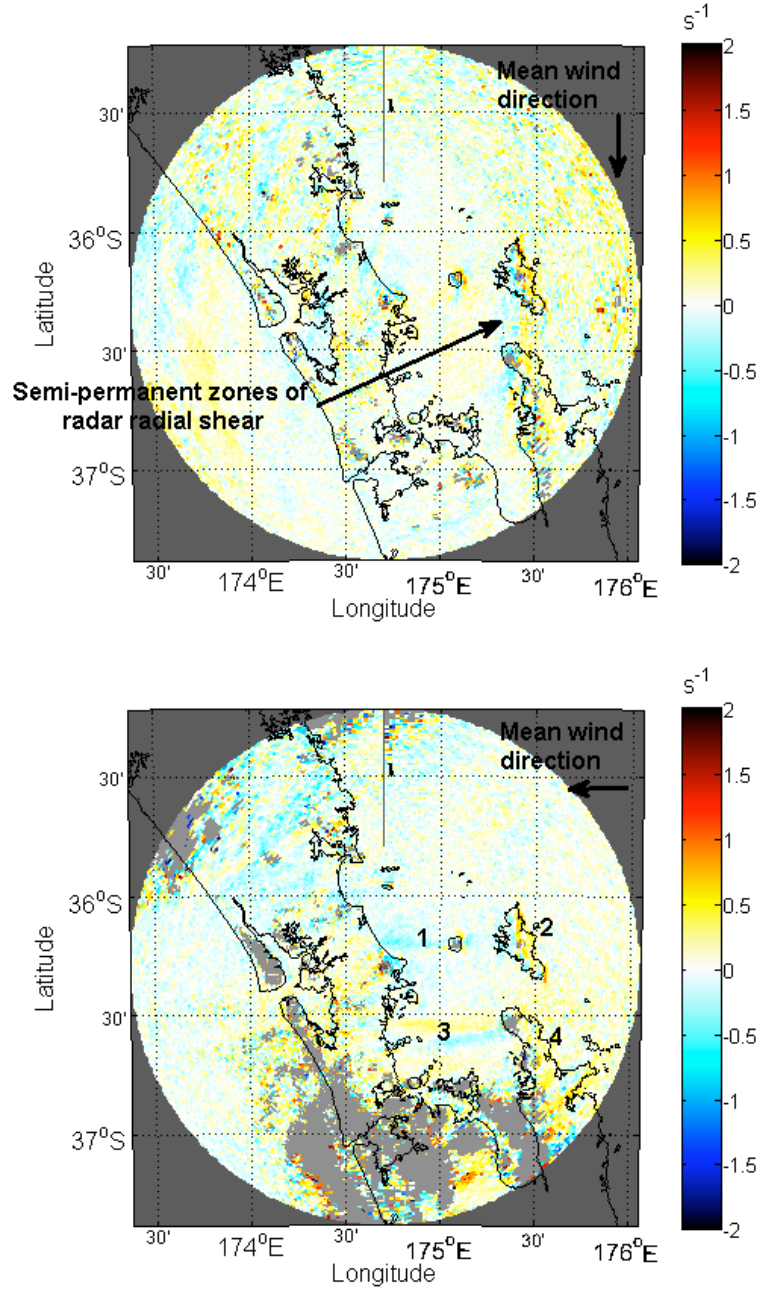 s-1
Mean wind
direction
2
1.5
1
0.5
0
-0.5
-1
-1.5
-2
30'
36°S
30'
37°S
Latitude
Semi-permanent zones of
radar radial shear
30'
174°E
30'
175°E
30'
176°E
Longitude
s-1
Mean wind
direction
2
1.5
1
0.5
0
-0.5
-1
-1.5
-2
30'
36°S
30'
37°S
Latitude
1
2
3
4
30'
174°E
30'
175°E
30'
176°E
Longitude